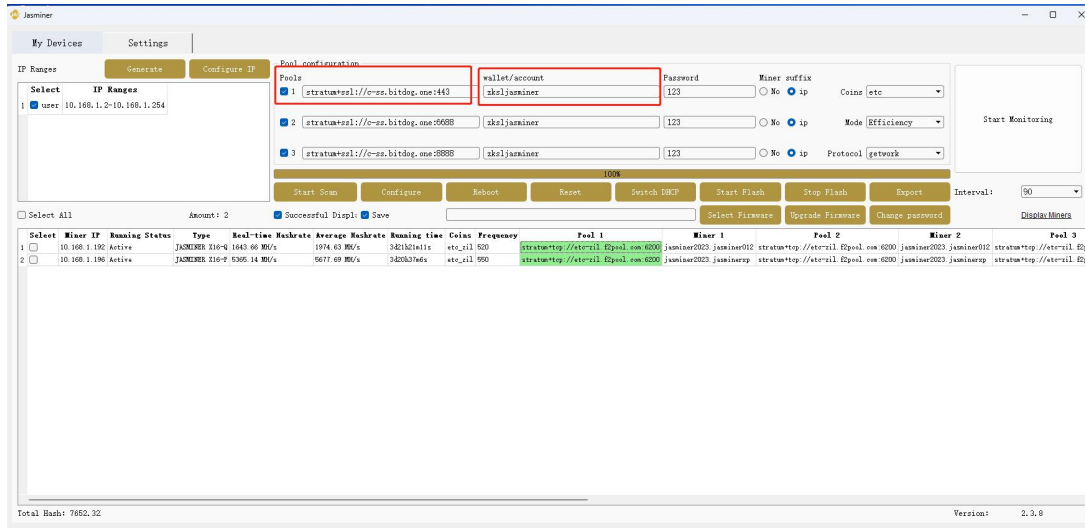 Jasminer
My Devices Settings
IP Ranges Generate Configure IP Pool configuration
Pools wallet/account Password Miner suffix
Select IP Ranges
1 user 10.168.1.2-10.168.1.254
1 stratum+ssl://c-ss.bitdog.one:443 zksljasminer 123 No ip Coins etc
2 stratum+ssl://c-ss.bitdog.one:6688 zksljasminer 123 No ip Mode Efficiency
3 stratum+ssl://c-ss.bitdog.one:8888 zksljasminer 123 No ip Protocol getwork
Start Monitoring
100%
Start Scan Configure Reboot Reset Switch DHCP Start Flash Stop Flash Export Interval: 90
Select All Amount: 2 Successful Displ: Save Select Firmware Upgrade Firmware Change password Display Miners
Select Miner IP Running Status Type Real-time Hashrate Average Hashrate Running time Coins Frequency Pool 1 Miner 1 Pool 2 Miner 2 Pool 3
1 10.168.1.192 Active JASMINER X16-Q 1643.66 MH/s 1974.63 MH/s 3d21h21m11s etc_zil 520 stratum+tcp://etc-zil.f2pool.com:6200 jasminer2023.jasminer012 stratum+tcp://etc-zil.f2pool.com:6200 jasminer2023.jasminer012 stratum+tcp://etc-zil.f2p
2 10.168.1.196 Active JASMINER X16-P 5365.14 MH/s 5677.69 MH/s 3d20h37m6s etc_zil 550 stratum+tcp://etc-zil.f2pool.com:6200 jasminer2023.jasminerxp stratum+tcp://etc-zil.f2pool.com:6200 jasminer2023.jasminerxp stratum+tcp://etc-zil.f2p
Total Hash: 7652.32 Version: 2.3.8